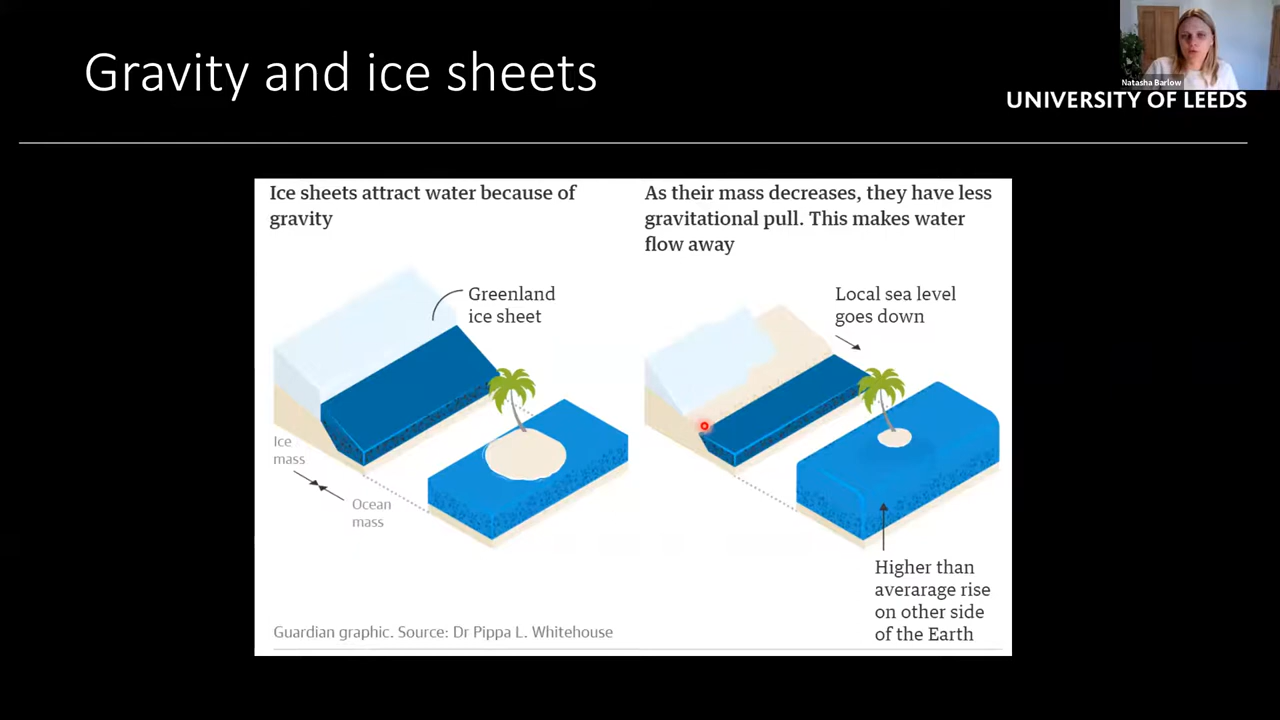 Gravity and ice sheets
Natasha Barlow
UNIVERSITY OF LEEDS
Ice sheets attract water because of
gravity
Greenland
ice sheet
Ice
mass
Ocean
mass
As their mass decreases, they have less
gravitational pull. This makes water
flow away
Local sea level
goes down
Higher than
averarage rise
on other side
of the Earth
Guardian graphic. Source: Dr Pippa L. Whitehouse